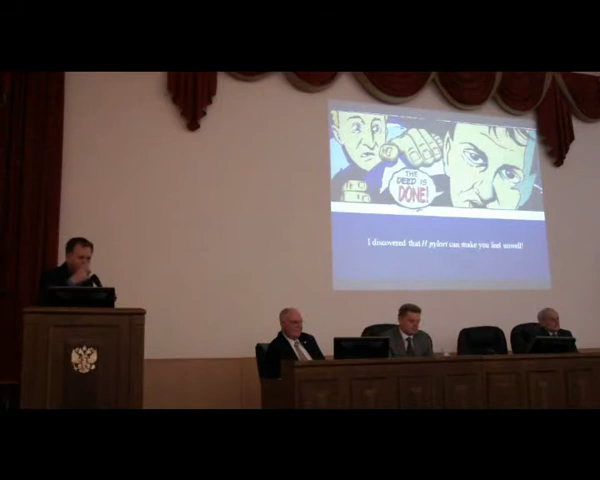 THE
DEED IS
DONE!
I discovered that H pylori can make you feel unwell!